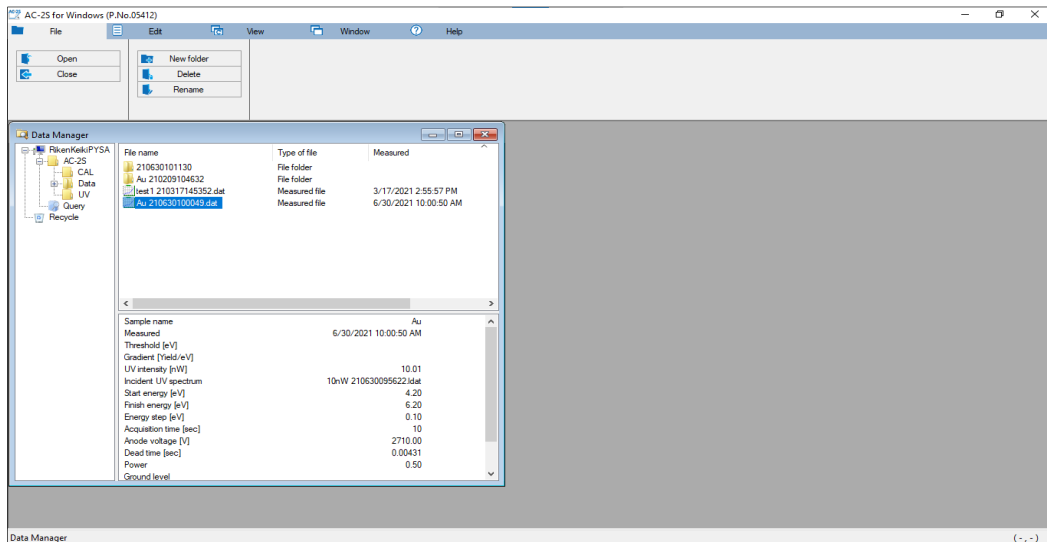 AC-2S AC-2S for Windows (P.No.05412)
File Edit View Window Help
Open New folder
Close Delete
Rename
Data Manager
RikenKeikiPYSA File name Type of file Measured
AC-2S 210630101130 File folder
CAL Au 210209104632 File folder
Data test1 210317145352.dat Measured file 3/17/2021 2:55:57 PM
UV Au 210630100049.dat Measured file 6/30/2021 10:00:50 AM
Query
Recycle
Sample name Au
Measured 6/30/2021 10:00:50 AM
Threshold [eV]
Gradient [Yield/eV]
UV intensity [nW] 10.01
Incident UV spectrum 10nW 210630095622.ldat
Start energy [eV] 4.20
Finish energy [eV] 6.20
Energy step [eV] 0.10
Acquisition time [sec] 10
Anode voltage [V] 2710.00
Dead time [sec] 0.00431
Power 0.50
Ground level
Data Manager ( - , - )